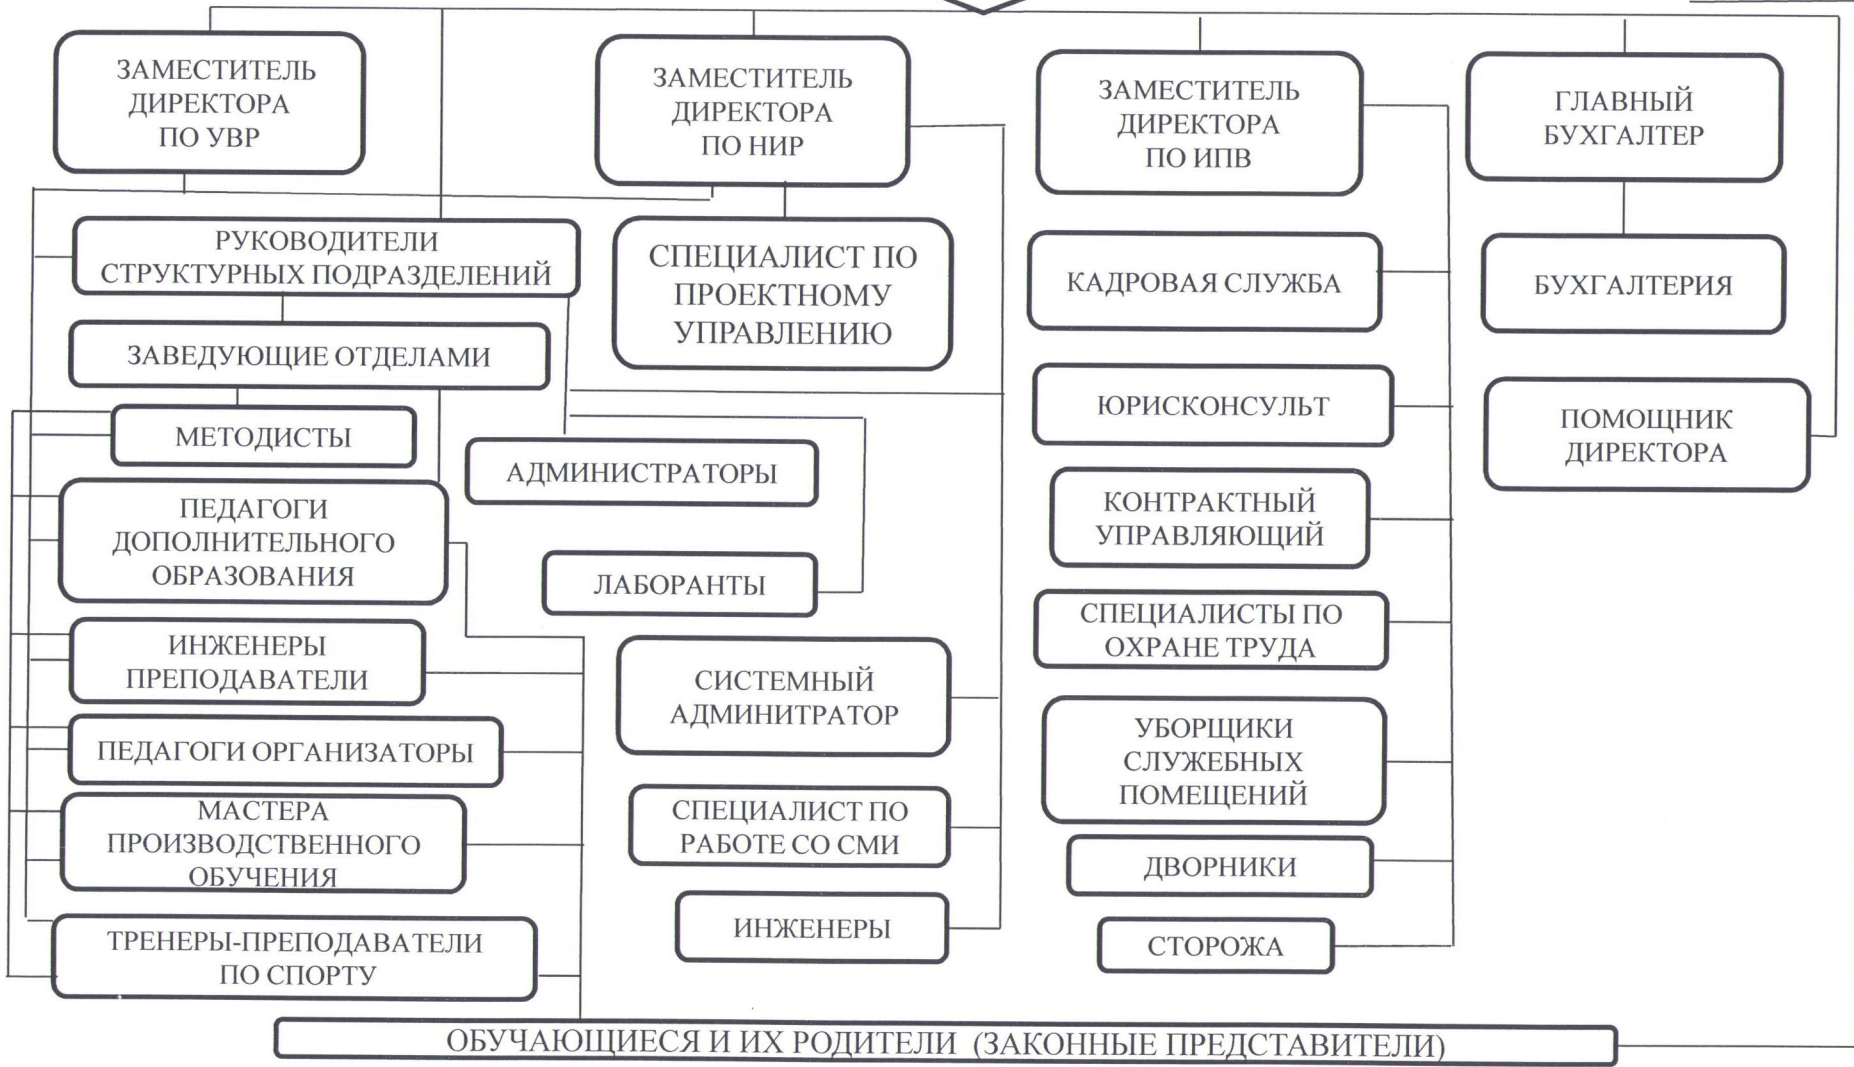 ЗАМЕСТИТЕЛЬ
ДИРЕКТОРА
ПО УВР
ЗАМЕСТИТЕЛЬ
ДИРЕКТОРА
ПО НИР
ЗАМЕСТИТЕЛЬ
ДИРЕКТОРА
ПО ИПВ
ГЛАВНЫЙ
БУХГАЛТЕР
РУКОВОДИТЕЛИ
СТРУКТУРНЫХ ПОДРАЗДЕЛЕНИЙ
СПЕЦИАЛИСТ ПО
ПРОЕКТНОМУ
УПРАВЛЕНИЮ
КАДРОВАЯ СЛУЖБА
БУХГАЛТЕРИЯ
ЗАВЕДУЮЩИЕ ОТДЕЛАМИ
ЮРИСКОНСУЛЬТ
ПОМОЩНИК
ДИРЕКТОРА
МЕТОДИСТЫ
АДМИНИСТРАТОРЫ
КОНТРАКТНЫЙ
УПРАВЛЯЮЩИЙ
ПЕДАГОГИ
ДОПОЛНИТЕЛЬНОГО
ОБРАЗОВАНИЯ
ЛАБОРАНТЫ
СПЕЦИАЛИСТЫ ПО
ОХРАНЕ ТРУДА
ИНЖЕНЕРЫ
ПРЕПОДАВАТЕЛИ
СИСТЕМНЫЙ
АДМИНИТРАТОР
УБОРЩИКИ
СЛУЖЕБНЫХ
ПОМЕЩЕНИЙ
ПЕДАГОГИ ОРГАНИЗАТОРЫ
МАСТЕРА
ПРОИЗВОДСТВЕННОГО
ОБУЧЕНИЯ
СПЕЦИАЛИСТ ПО
РАБОТЕ СО СМИ
ДВОРНИКИ
ИНЖЕНЕРЫ
СТОРОЖА
ТРЕНЕРЫ-ПРЕПОДАВАТЕЛИ
ПО СПОРТУ
ОБУЧАЮЩИЕСЯ И ИХ РОДИТЕЛИ (ЗАКОННЫЕ ПРЕДСТАВИТЕЛИ)